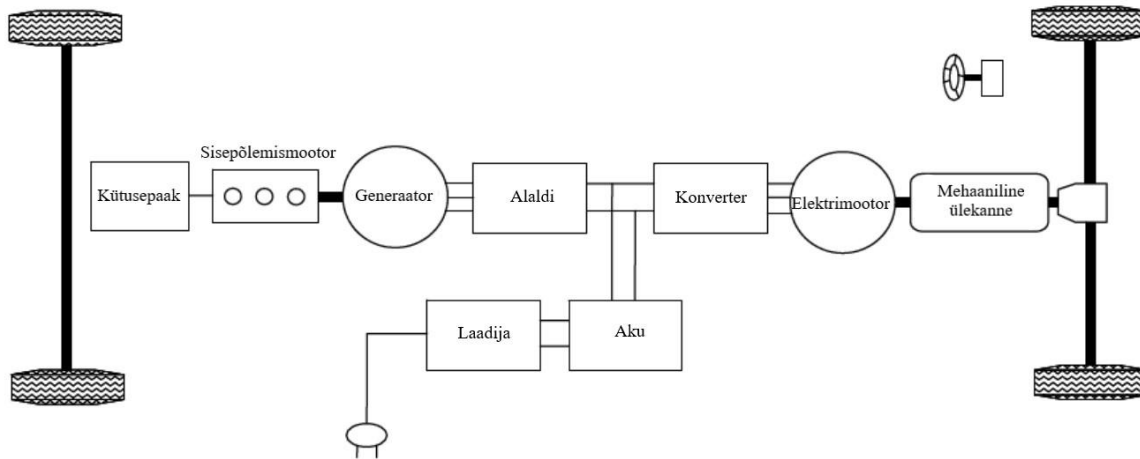 Sisepõlemismootor
Kütusepaak
Generaator
Alaldi
Konverter
Elektrimootor
Mehaaniline
ülekanne
Laadija
Aku